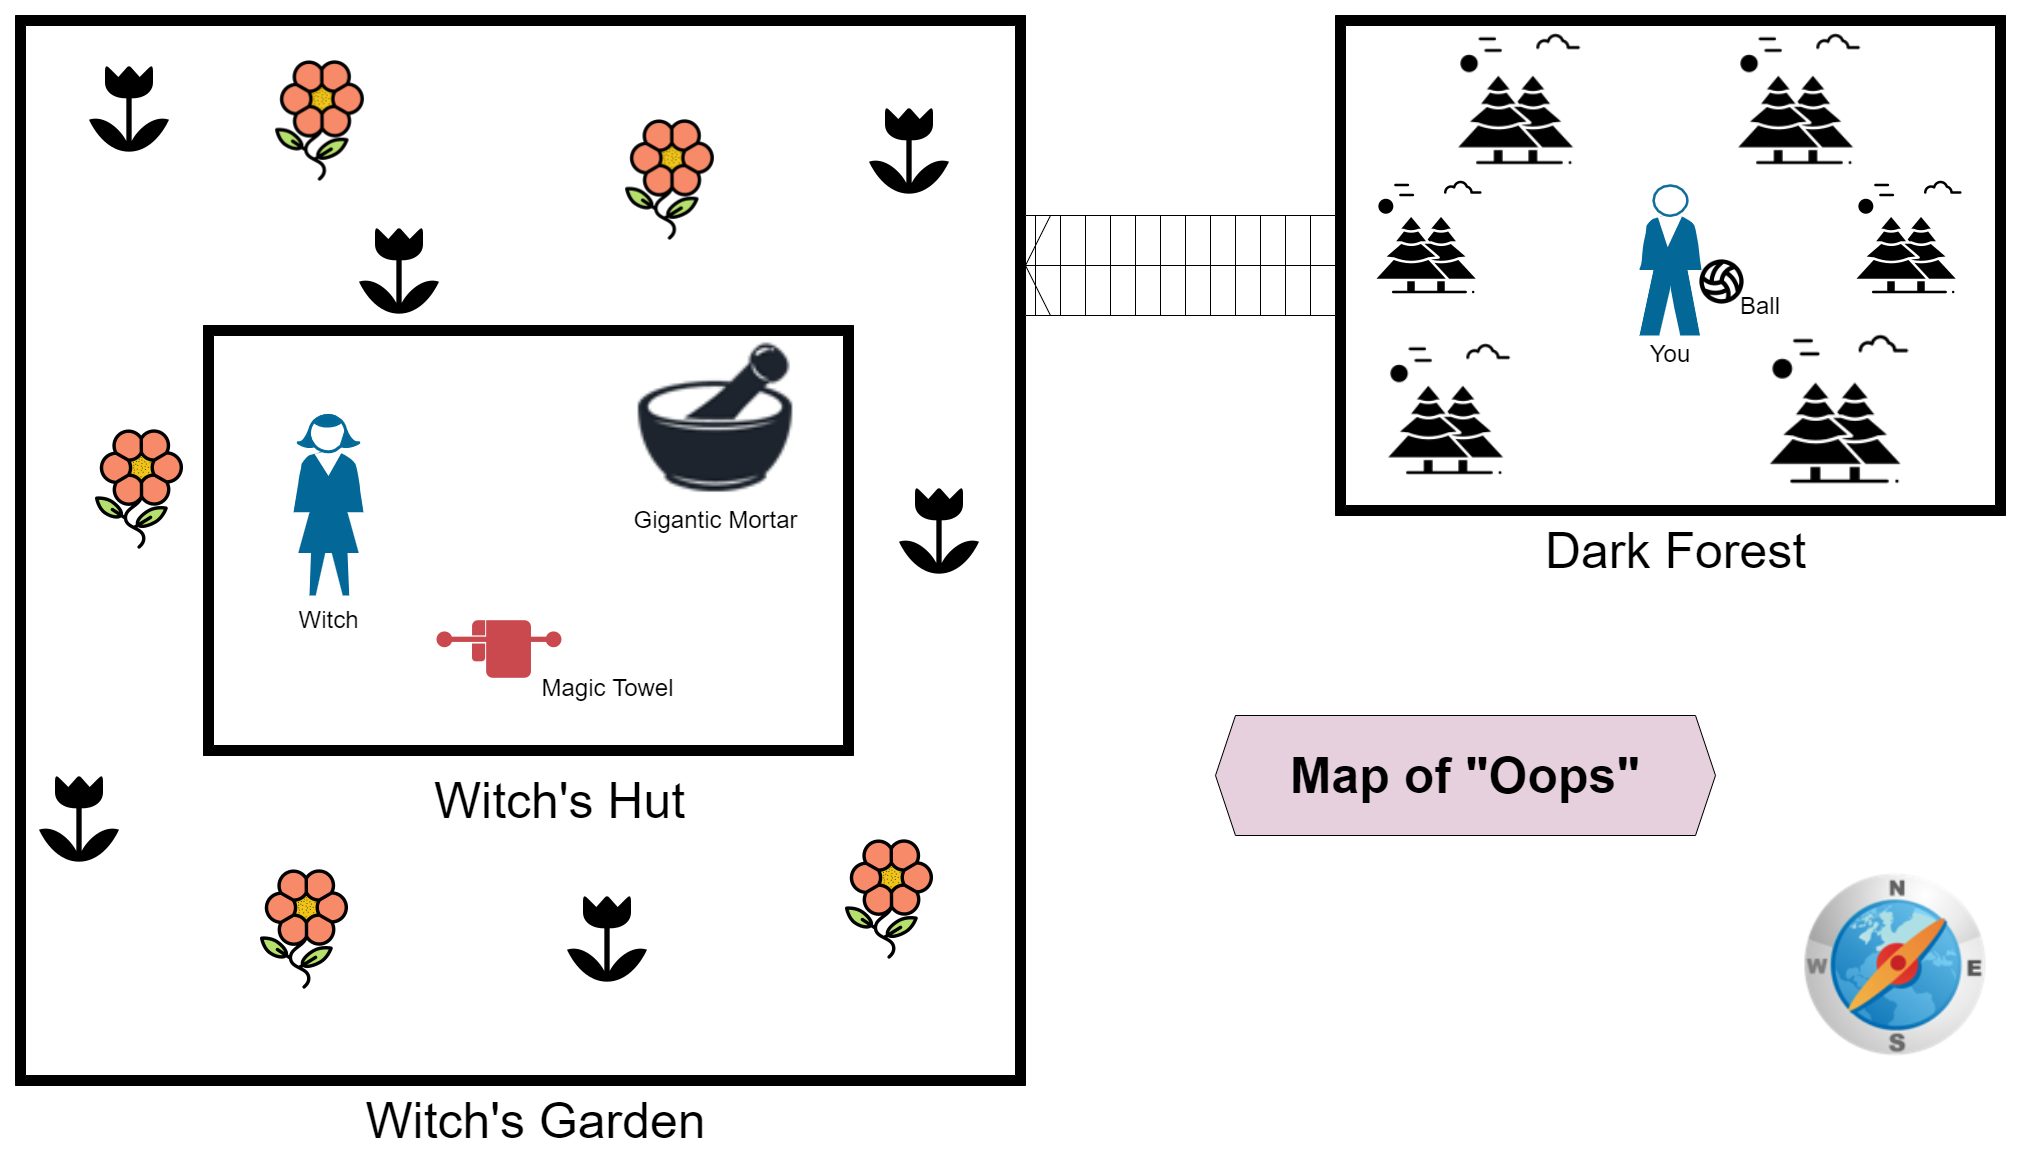 Ball
You
Gigantic Mortar
Dark Forest
Witch
Magic Towel
Map of "Oops"
Witch's Hut
N
W
E
S
Witch's Garden